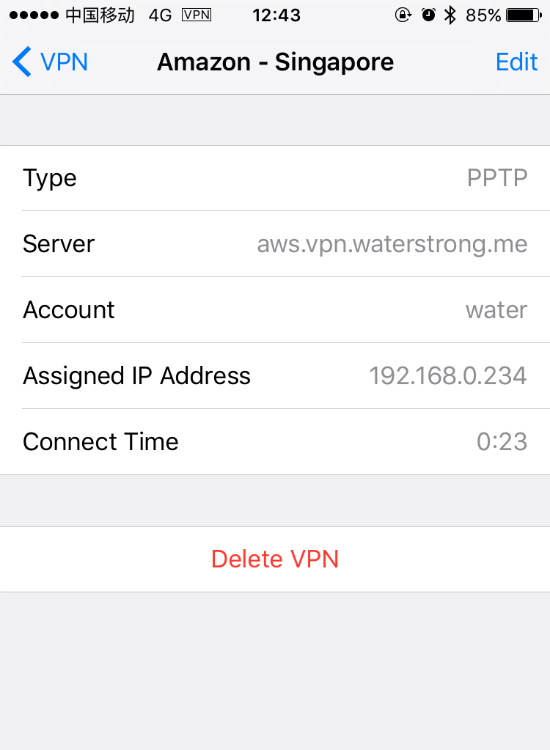 中国移动 4G VPN 12:43 85%
VPN Amazon - Singapore Edit
Type PPTP
Server aws.vpn.waterstrong.me
Account water
Assigned IP Address 192.168.0.234
Connect Time 0:23
Delete VPN